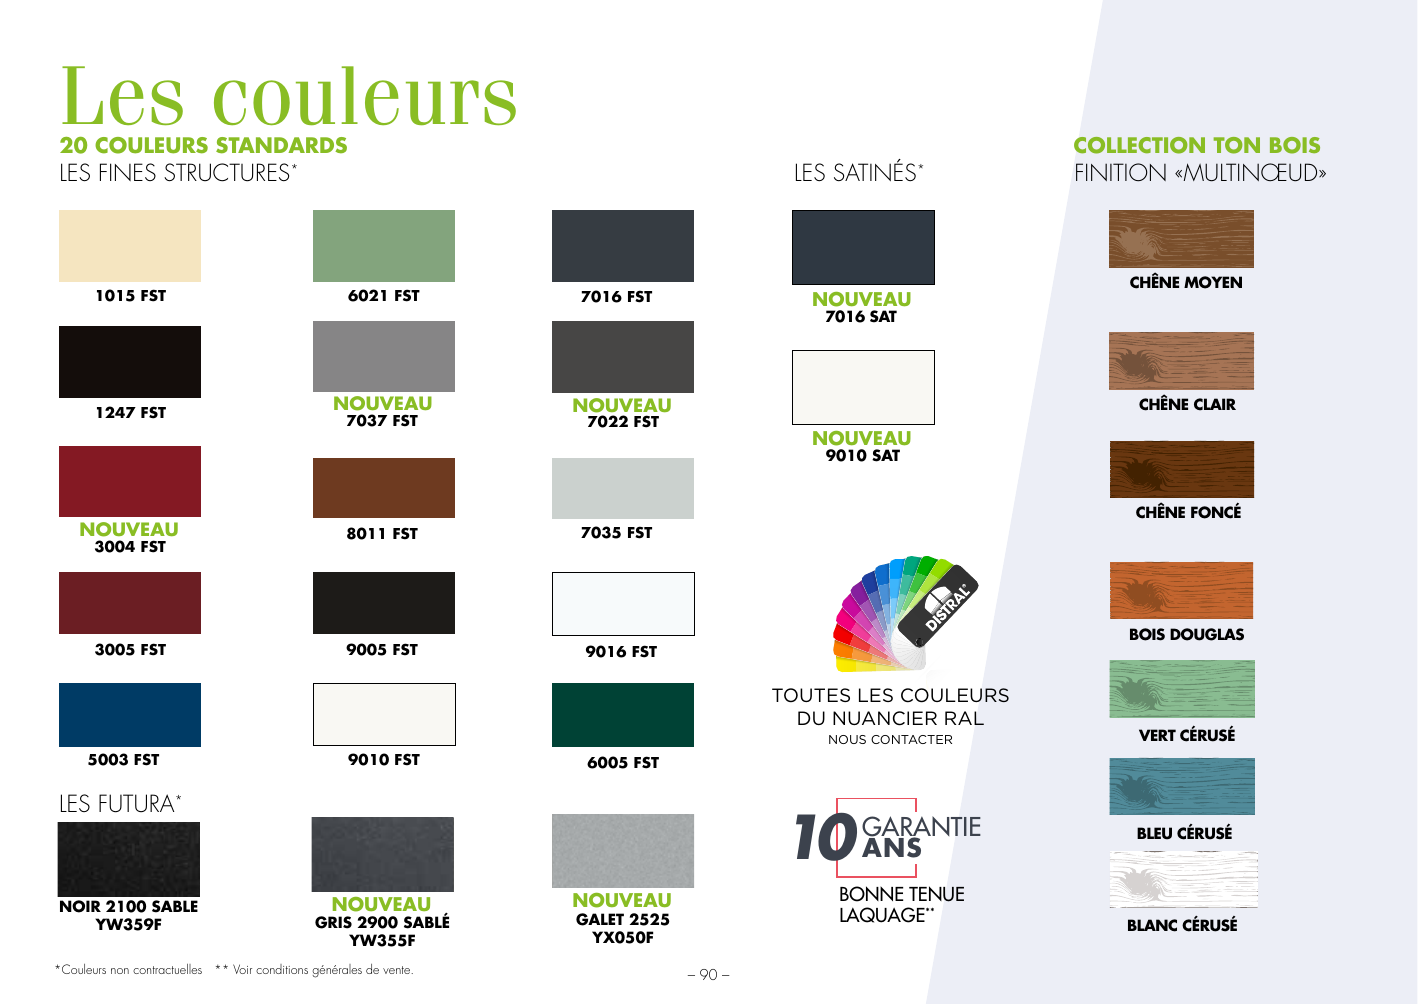 Les couleurs
20 COULEURS STANDARDS
LES FINES STRUCTURES*
1015 FST
6021 FST
7016 FST
1247 FST
NOUVEAU
7037 FST
NOUVEAU
7022 FST
NOUVEAU
3004 FST
8011 FST
7035 FST
3005 FST
9005 FST
9016 FST
5003 FST
9010 FST
6005 FST
LES FUTURA*
NOIR 2100 SABLE
YW359F
NOUVEAU
GRIS 2900 SABLÉ
YW355F
NOUVEAU
GALET 2525
YX050F
LES SATINÉS*
NOUVEAU
7016 SAT
NOUVEAU
9010 SAT
DISTRAL®
TOUTES LES COULEURS
DU NUANCIER RAL
NOUS CONTACTER
10 GARANTIE
ANS
BONNE TENUE
LAQUAGE**
COLLECTION TON BOIS
FINITION «MULTINŒUD»
CHÊNE MOYEN
CHÊNE CLAIR
CHÊNE FONCÉ
BOIS DOUGLAS
VERT CÉRUSÉ
BLEU CÉRUSÉ
BLANC CÉRUSÉ
*Couleurs non contractuelles ** Voir conditions générales de vente.
– 90 –